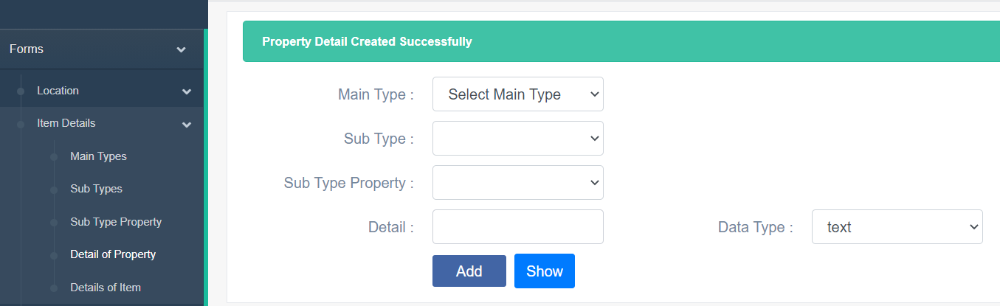 Forms
Location
Item Details
Main Types
Sub Types
Sub Type Property
Detail of Property
Details of Item
Property Detail Created Successfully
Main Type : Select Main Type
Sub Type :
Sub Type Property :
Detail : Data Type : text
Add Show